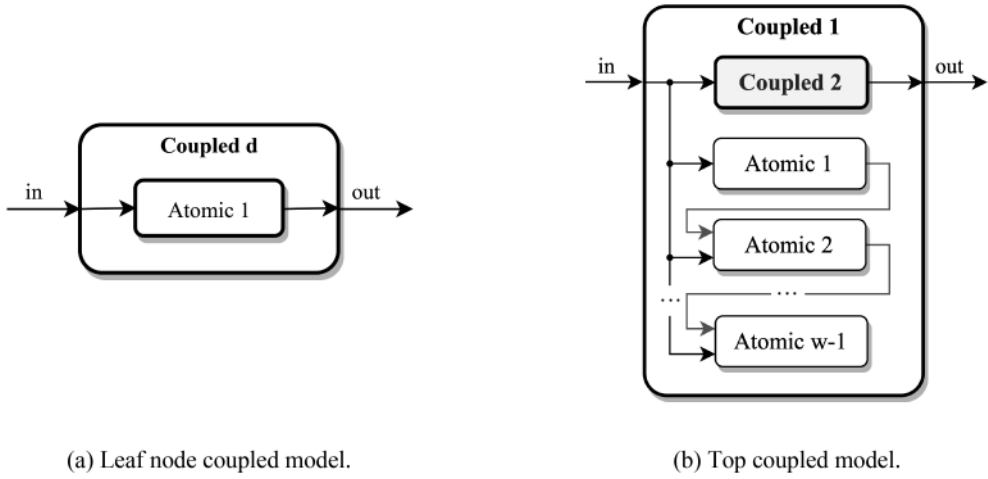 Coupled d
in
Atomic 1
out
(a) Leaf node coupled model.
Coupled 1
in
Coupled 2
out
Atomic 1
Atomic 2
...
...
Atomic w-1
(b) Top coupled model.